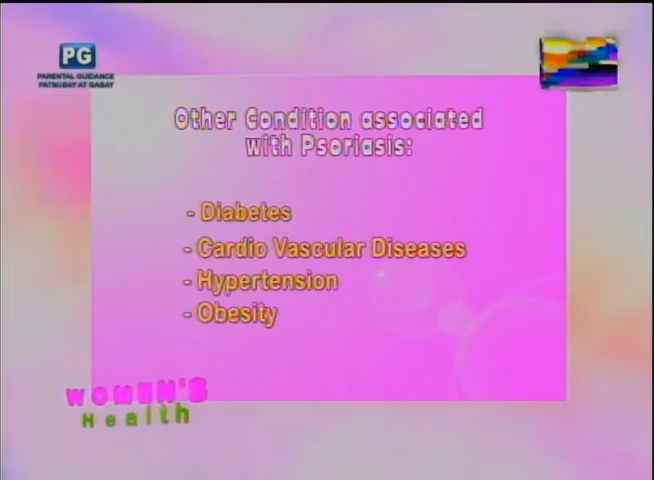 PG
PARENTAL GUIDANCE
PATNUBAY AT GABAY
Other Condition associated
with Psoriasis:
- Diabetes
- Cardio Vascular Diseases
- Hypertension
- Obesity
WOMEN'S
Health